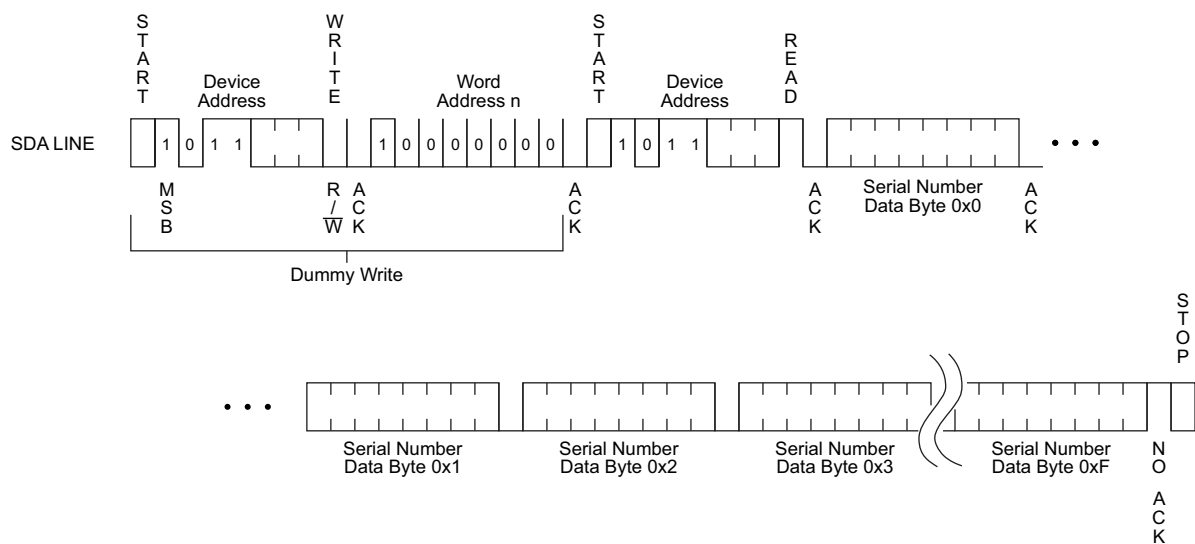 START
WRITE
START
READ
Device
Address
Word
Address n
Device
Address
SDA LINE
1 0 1 1
1 0 0 0 0 0 0 0
1 0 1 1
• • •
MSB
R/W
ACK
ACK
ACK
Serial Number
Data Byte 0x0
ACK
Dummy Write
STOP
• • •
Serial Number
Data Byte 0x1
Serial Number
Data Byte 0x2
Serial Number
Data Byte 0x3
Serial Number
Data Byte 0xF
NO ACK